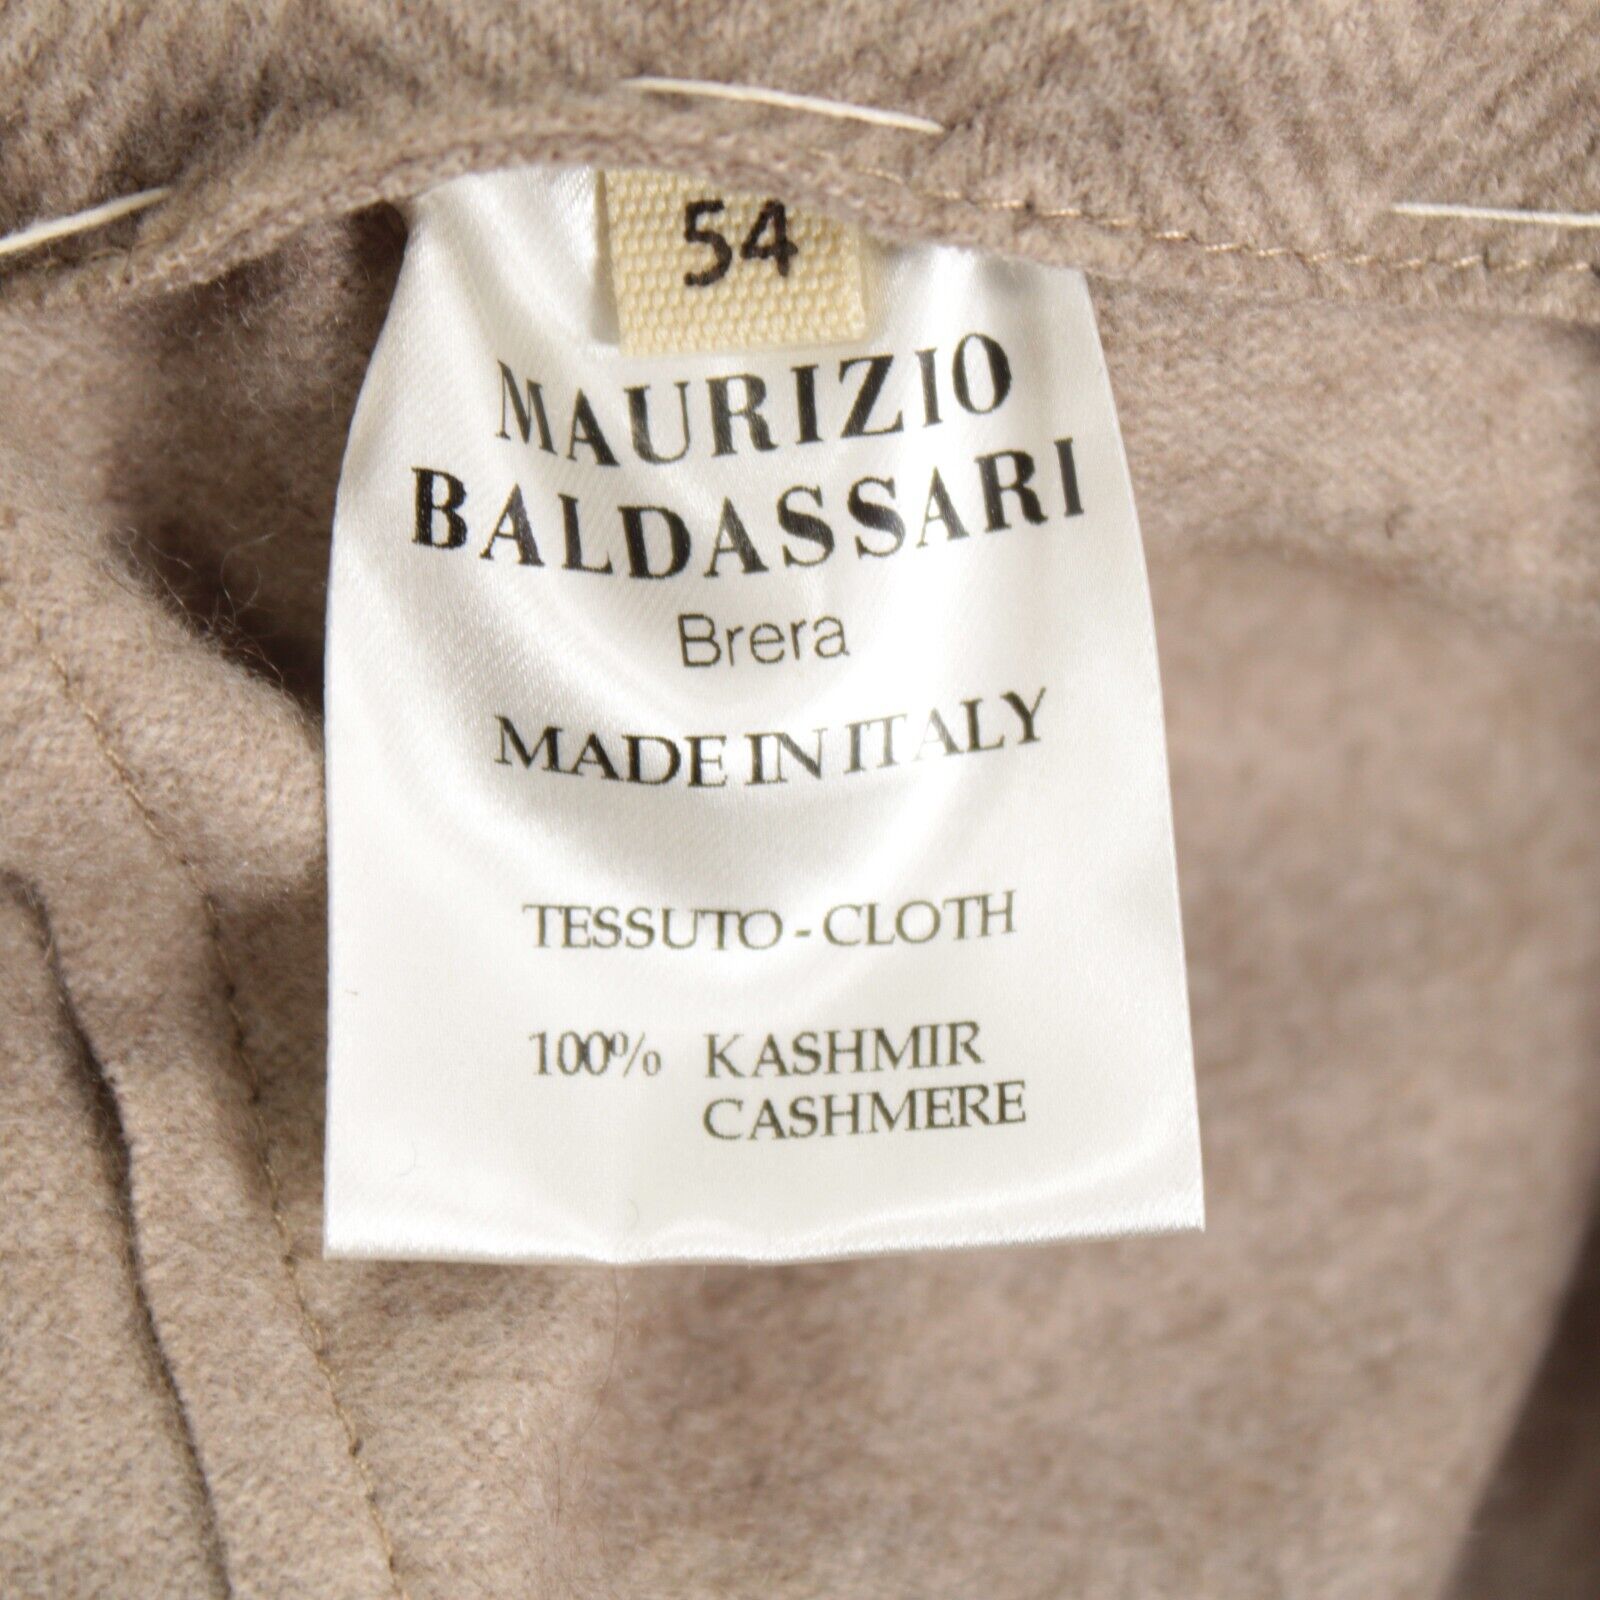 54
MAURIZIO
BALDASSARI
Brera
MADE IN ITALY
TESSUTO - CLOTH
100% KASHMIR
CASHMERE